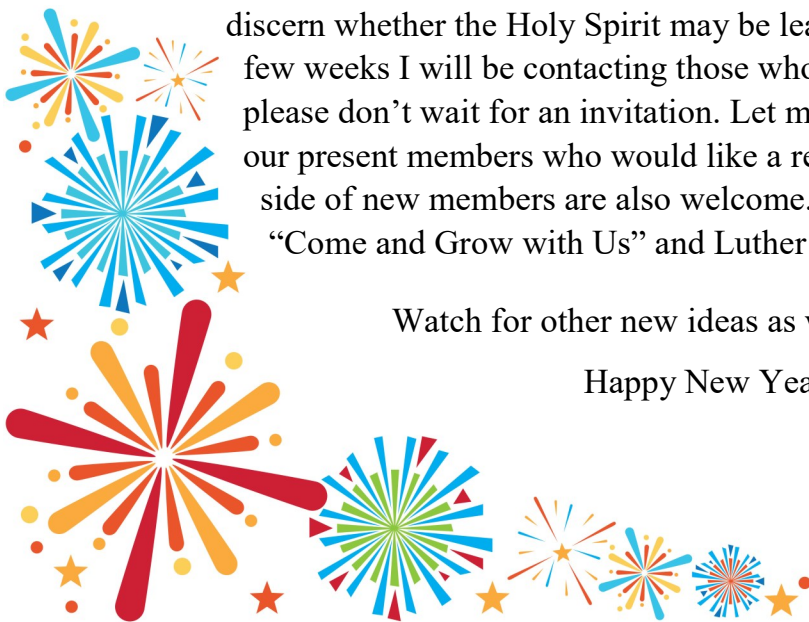 discern whether the Holy Spirit may be lea
few weeks I will be contacting those who
please don’t wait for an invitation. Let m
our present members who would like a re
side of new members are also welcome.
“Come and Grow with Us” and Luther
Watch for other new ideas as
Happy New Yea